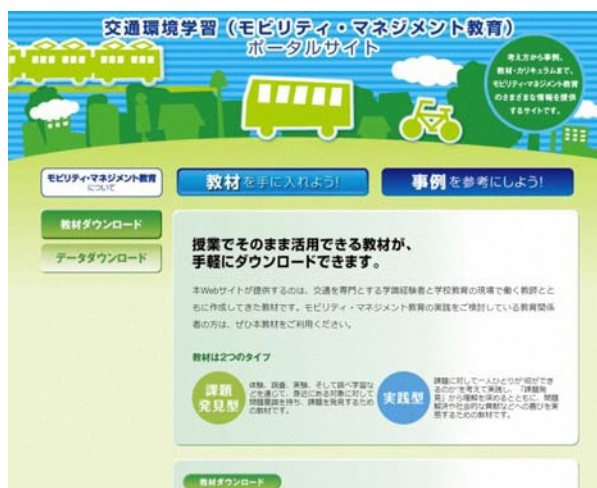 交通環境学習（モビリティ・マネジメント教育）
ポータルサイト
考え方から事例、
教材・カリキュラムまで、
モビリティ・マネジメント教育
のさまざまな情報を提供
するサイトです。
モビリティ・マネジメント教育
について
教材を手に入れよう!
事例を参考にしよう!
教材ダウンロード
データダウンロード
授業でそのまま活用できる教材が、
手軽にダウンロードできます。
本Webサイトが提供するのは、交通を専門とする学識経験者と学校教育の現場で働く教師とと
もに作成してきた教材です。モビリティ・マネジメント教育の実践をご検討している教育関係
者の方は、ぜひ本教材をご利用ください。
教材は2つのタイプ
課題
発見型
体験、調査、実験、そして調べ学習な
どを通じて、身近にある対象に対して
問題意識を持ち、課題を発見するため
の教材です。
実践型
課題に対して一人ひとりが"何ができ
るのか"を考えて実践し、「課題発
見」から理解を深めるとともに、問題
解決や社会的な貢献などへの喜びを実
感するための教材です。
教材ダウンロード